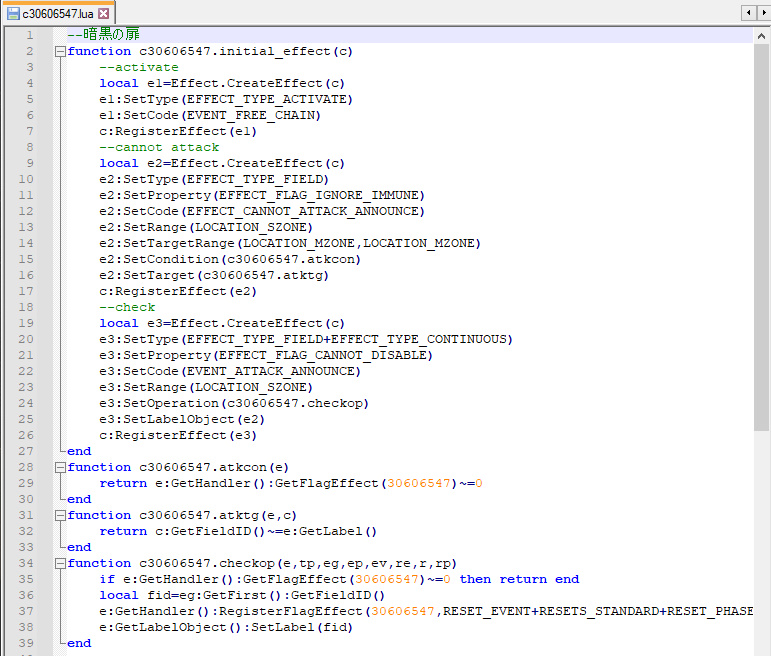 c30606547.lua
1 --暗黒の扉
2 function c30606547.initial_effect(c)
3 --activate
4 local e1=Effect.CreateEffect(c)
5 e1:SetType(EFFECT_TYPE_ACTIVATE)
6 e1:SetCode(EVENT_FREE_CHAIN)
7 c:RegisterEffect(e1)
8 --cannot attack
9 local e2=Effect.CreateEffect(c)
10 e2:SetType(EFFECT_TYPE_FIELD)
11 e2:SetProperty(EFFECT_FLAG_IGNORE_IMMUNE)
12 e2:SetCode(EFFECT_CANNOT_ATTACK_ANNOUNCE)
13 e2:SetRange(LOCATION_SZONE)
14 e2:SetTargetRange(LOCATION_MZONE,LOCATION_MZONE)
15 e2:SetCondition(c30606547.atkcon)
16 e2:SetTarget(c30606547.atktg)
17 c:RegisterEffect(e2)
18 --check
19 local e3=Effect.CreateEffect(c)
20 e3:SetType(EFFECT_TYPE_FIELD+EFFECT_TYPE_CONTINUOUS)
21 e3:SetProperty(EFFECT_FLAG_CANNOT_DISABLE)
22 e3:SetCode(EVENT_ATTACK_ANNOUNCE)
23 e3:SetRange(LOCATION_SZONE)
24 e3:SetOperation(c30606547.checkop)
25 e3:SetLabelObject(e2)
26 c:RegisterEffect(e3)
27 end
28 function c30606547.atkcon(e)
29 return e:GetHandler():GetFlagEffect(30606547)~=0
30 end
31 function c30606547.atktg(e,c)
32 return c:GetFieldID()~=e:GetLabel()
33 end
34 function c30606547.checkop(e,tp,eg,ep,ev,re,r,rp)
35 if e:GetHandler():GetFlagEffect(30606547)~=0 then return end
36 local fid=eg:GetFirst():GetFieldID()
37 e:GetHandler():RegisterFlagEffect(30606547,RESET_EVENT+RESETS_STANDARD+RESET_PHASE
38 e:GetLabelObject():SetLabel(fid)
39 end